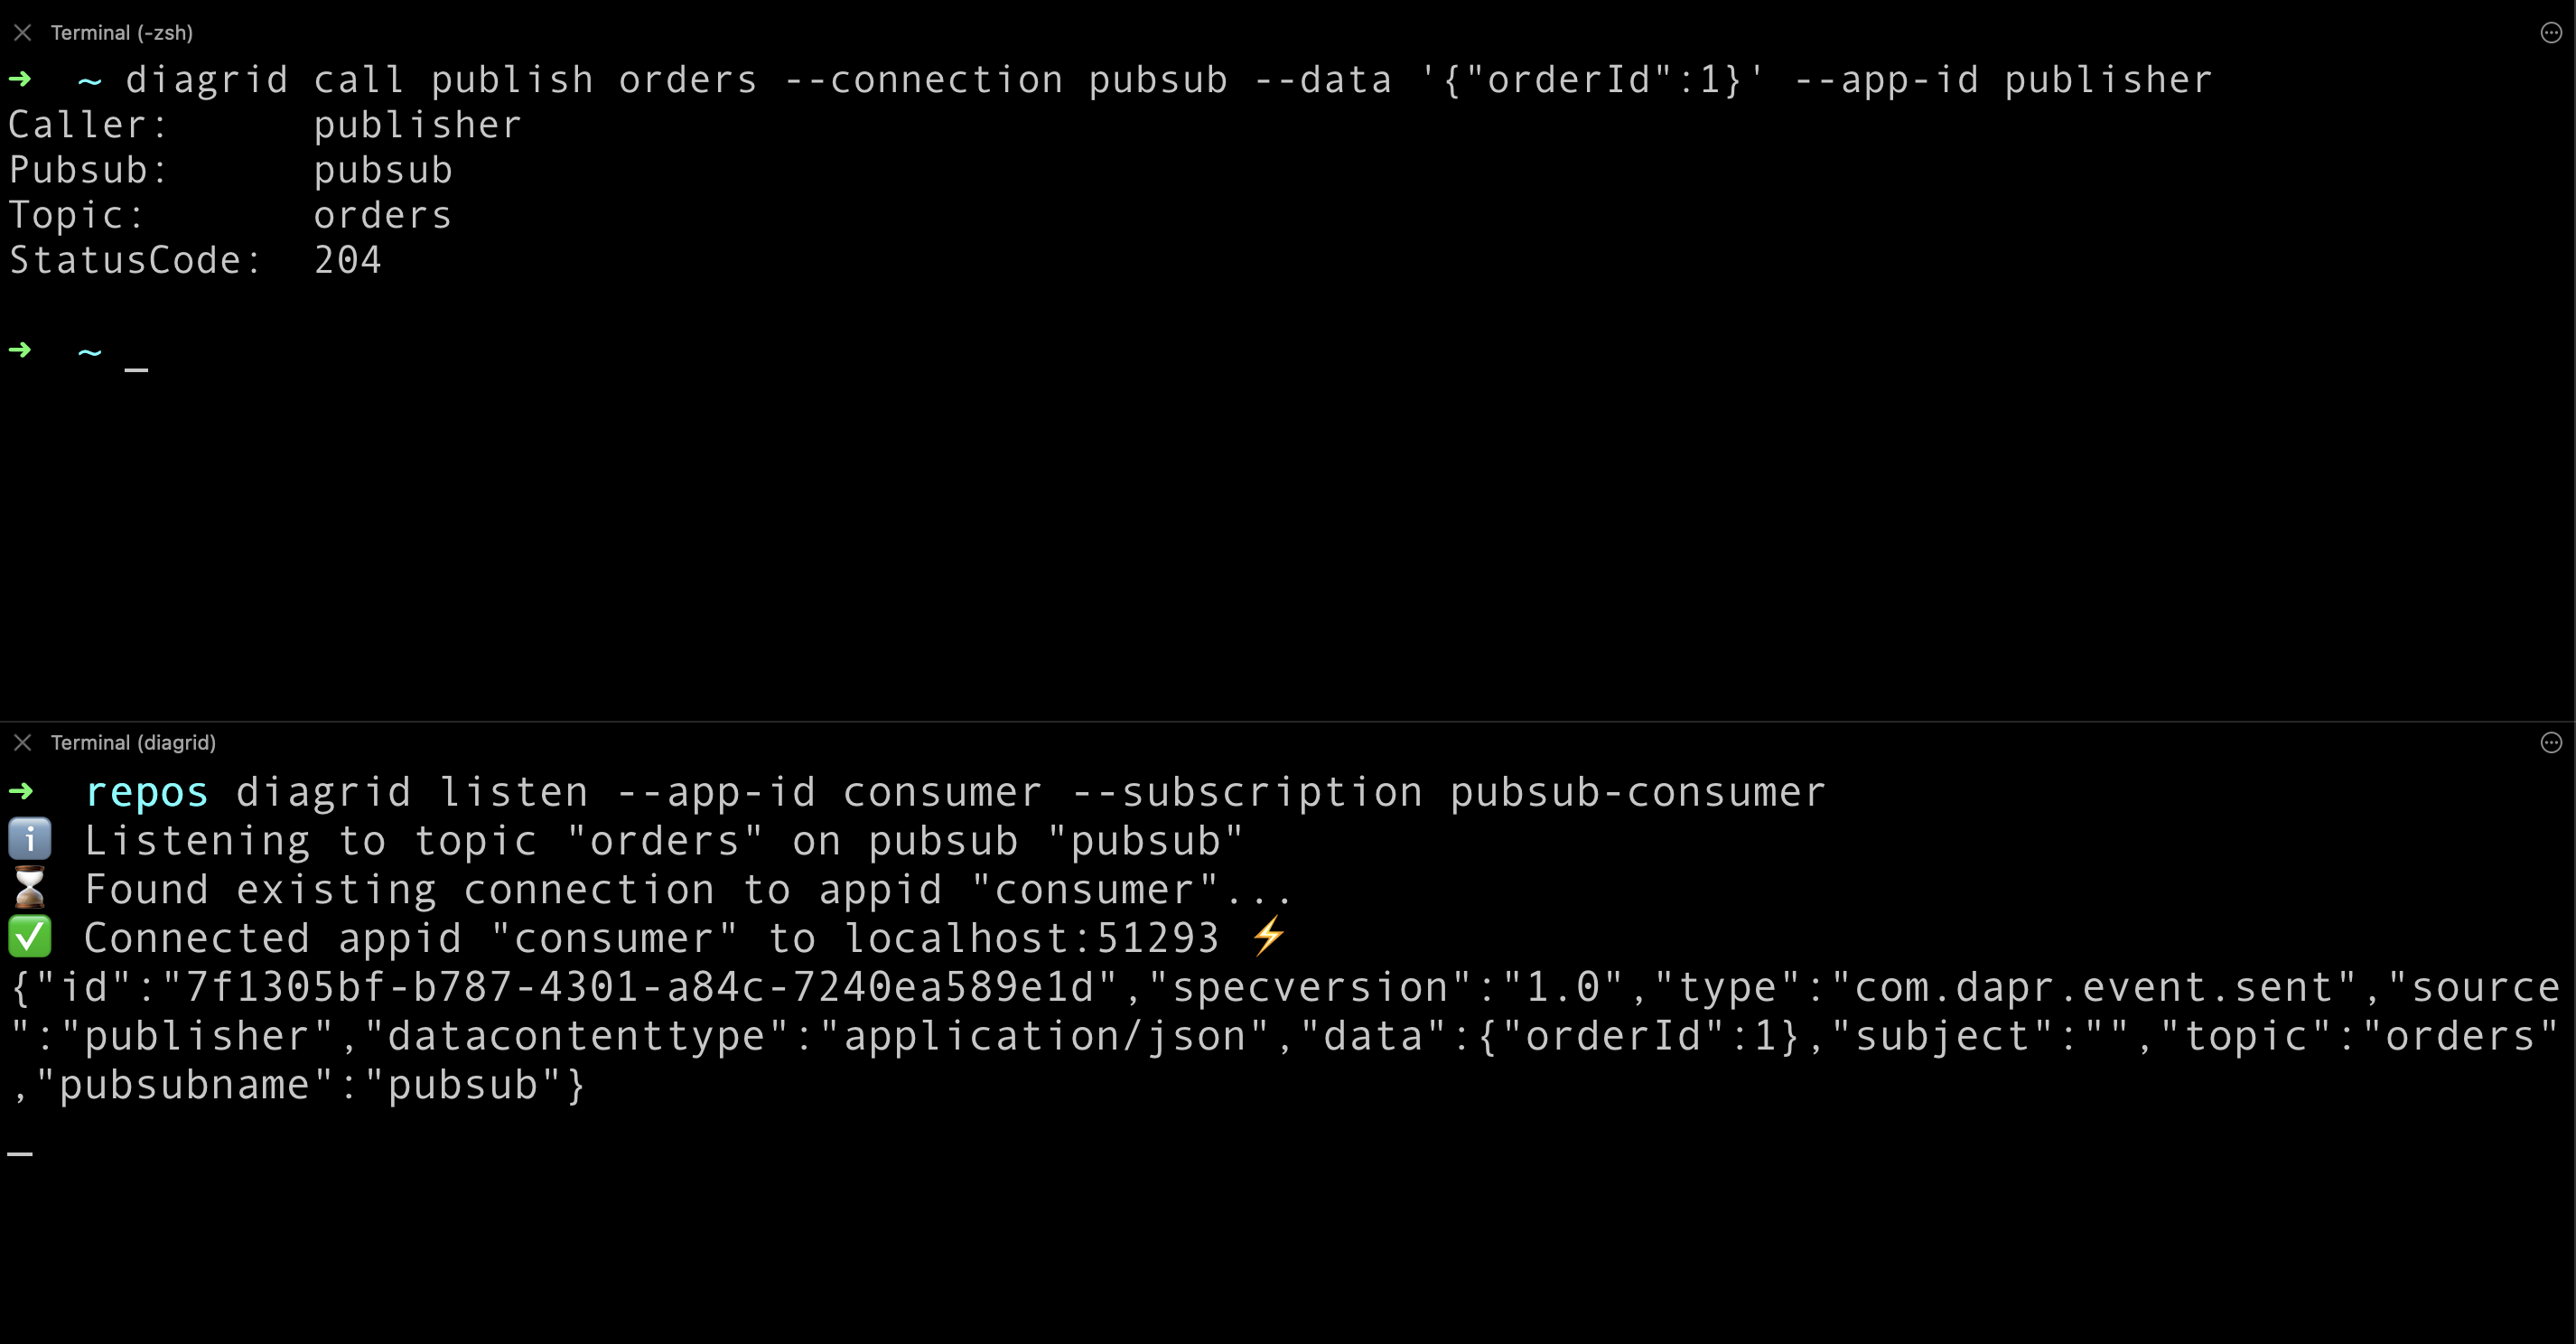 Terminal (-zsh)
➜  ~ diagrid call publish orders --connection pubsub --data '{"orderId":1}' --app-id publisher
Caller:      publisher
Pubsub:      pubsub
Topic:       orders
StatusCode:  204
➜  ~ _
Terminal (diagrid)
➜  repos diagrid listen --app-id consumer --subscription pubsub-consumer
ℹ️ Listening to topic "orders" on pubsub "pubsub"
⏳ Found existing connection to appid "consumer"...
✅ Connected appid "consumer" to localhost:51293 ⚡
{"id":"7f1305bf-b787-4301-a84c-7240ea589e1d","specversion":"1.0","type":"com.dapr.event.sent","source
":"publisher","datacontenttype":"application/json","data":{"orderId":1},"subject":"","topic":"orders"
,"pubsubname":"pubsub"}